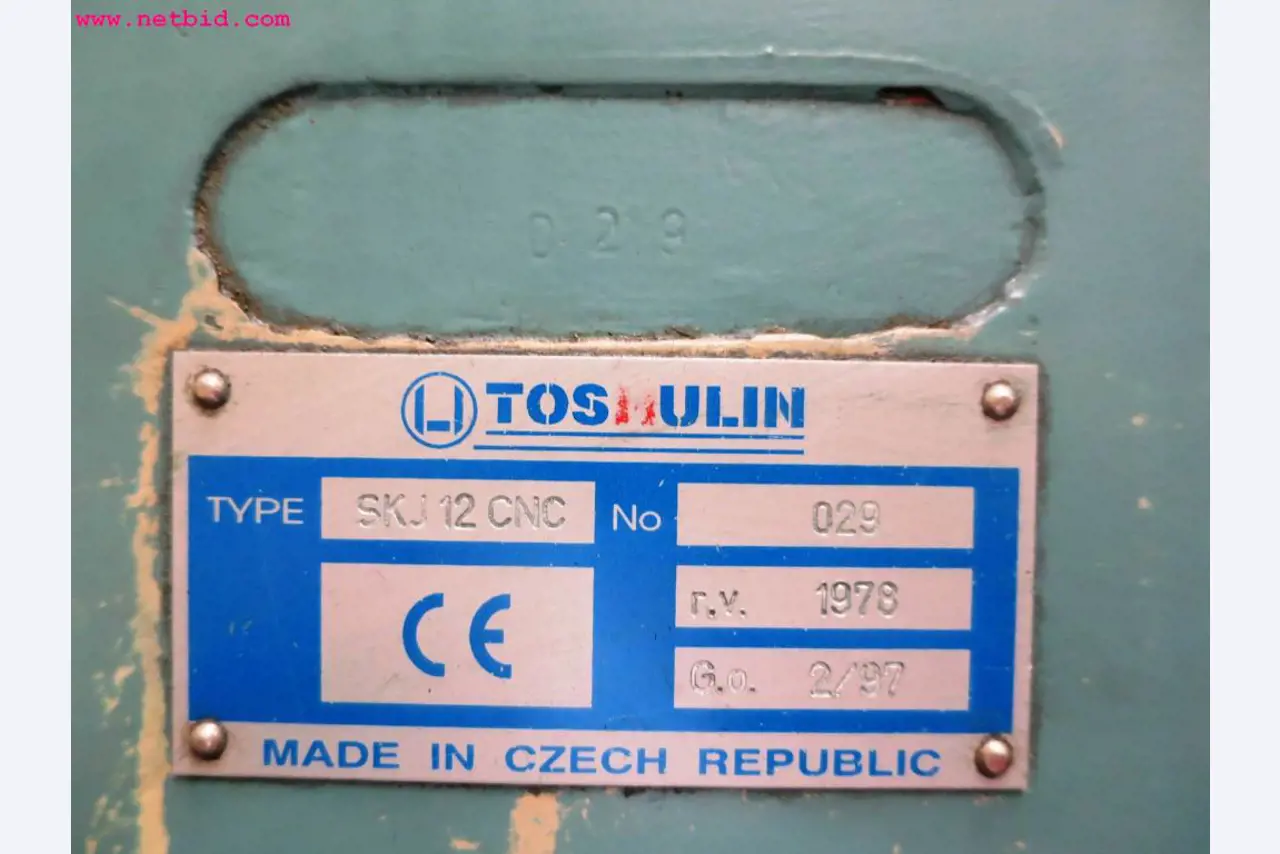 www.netbid.com
029
TOSHULIN
TYPE SKJ 12 CNC No 029
CE r.v. 1978
G.o. 2/97
MADE IN CZECH REPUBLIC